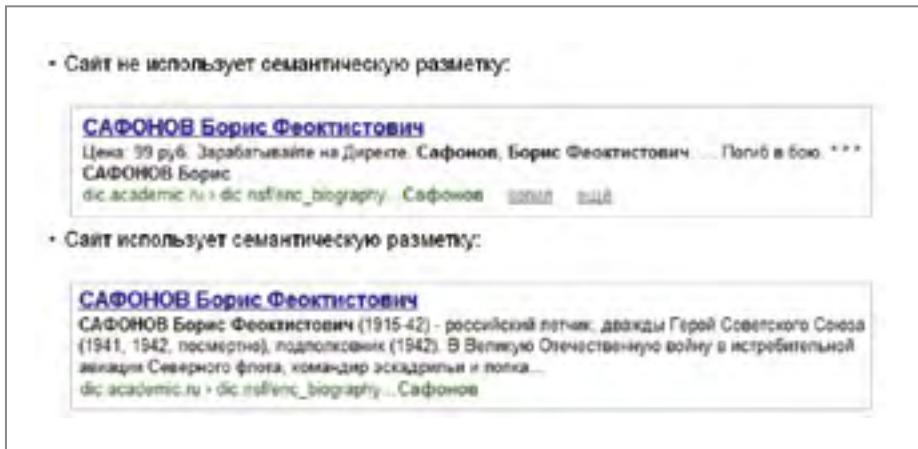 • Сайт не использует семантическую разметку:
САФОНОВ Борис Феоктистович
Цена: 99 руб. Зарабатывайте на Директе. Сафонов, Борис Феоктистович. ... Погиб в бою. * * *
САФОНОВ Борис
dic.academic.ru › dic.nsf/enc_biography...Сафонов копия ещё
• Сайт использует семантическую разметку:
САФОНОВ Борис Феоктистович
САФОНОВ Борис Феоктистович (1915-42) - российский летчик, дважды Герой Советского Союза
(1941, 1942, посмертно), подполковник (1942). В Великую Отечественную войну в истребительной
авиации Северного флота, командир эскадрильи и полка...
dic.academic.ru › dic.nsf/enc_biography...Сафонов